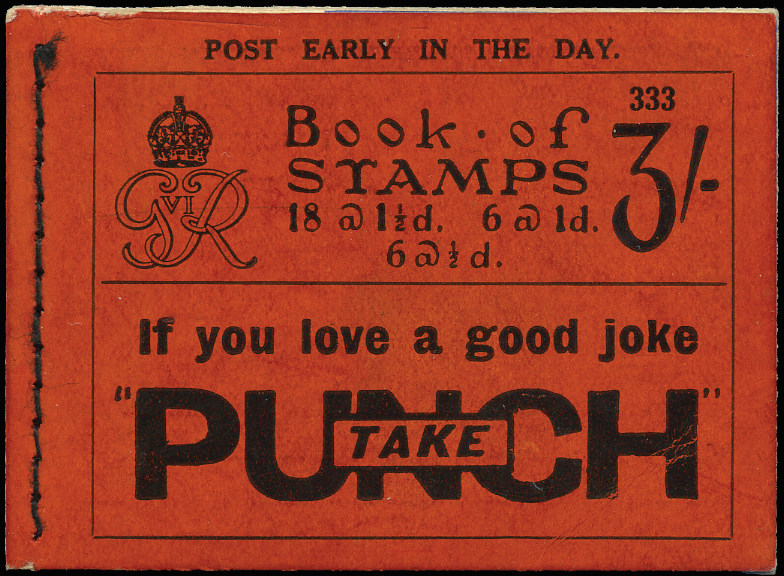 POST EARLY IN THE DAY.
333
Book · of 3/-
STAMPS
G VI R
18 @ 1½d. 6 @ 1d.
6 @ ½d.
If you love a good joke
"PUNCH"
TAKE